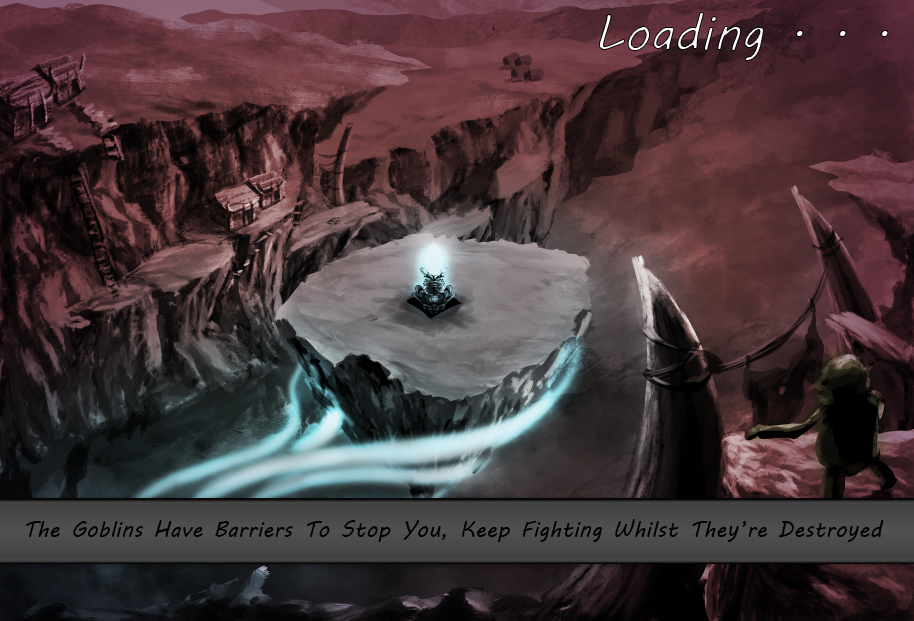 Loading . . .
The Goblins Have Barriers To Stop You, Keep Fighting Whilst They're Destroyed